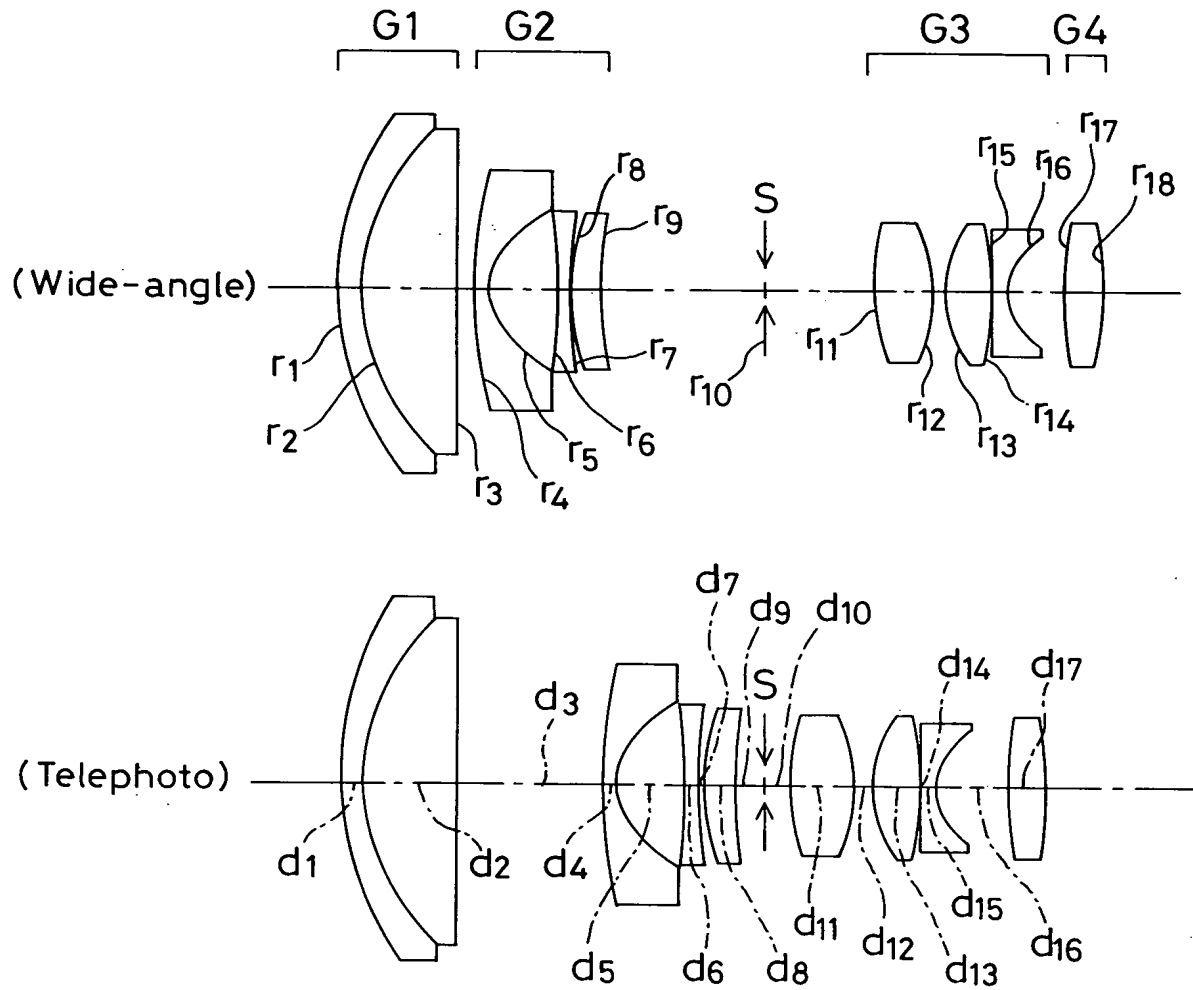 G1 G2 G3 G4
r17
r15 r16 r18
r8 r9 S
(Wide-angle)
r1 r2 r3 r4 r5 r6 r7 r10 r11 r12 r13 r14
d7 d9 d10
d3 S d14 d17
(Telephoto)
d1 d2 d4 d5 d6 d8 d11 d12 d13 d15 d16